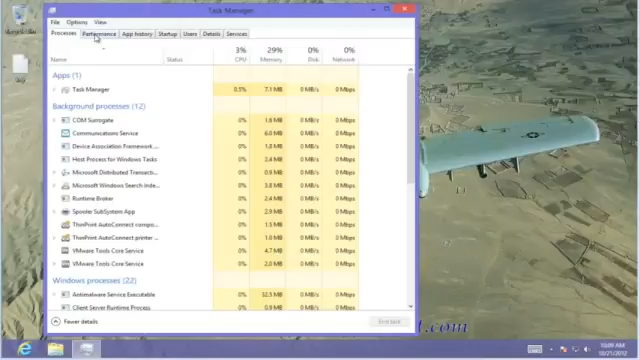 Task Manager
File Options View
Processes Performance App history Startup Users Details Services
3% 29% 0% 0%
Name Status CPU Memory Disk Network
Apps (1)
Task Manager 0.5% 7.1 MB 0 MB/s 0 Mbps
Background processes (12)
COM Surrogate 0% 1.6 MB 0 MB/s 0 Mbps
Communications Service 0% 6.0 MB 0 MB/s 0 Mbps
Device Association Framework ... 0% 1.8 MB 0 MB/s 0 Mbps
Host Process for Windows Tasks 0% 2.4 MB 0 MB/s 0 Mbps
Microsoft Distributed Transacti... 0% 0 MB/s 0 Mbps
Microsoft Windows Search Inde... 0% 3.8 MB 0 MB/s 0 Mbps
Runtime Broker 0% 2.4 MB 0 MB/s 0 Mbps
Spooler SubSystem App 0% 2.9 MB 0 MB/s 0 Mbps
ThinPrint AutoConnect compo... 0% 1.5 MB 0 MB/s 0 Mbps
ThinPrint AutoConnect printer ... 0% 1.0 MB 0 MB/s 0 Mbps
VMware Tools Core Service 0% 4.7 MB 0 MB/s 0 Mbps
VMware Tools Core Service 0% 2.0 MB 0 MB/s 0 Mbps
Windows processes (22)
Antimalware Service Executable 0% 32.5 MB 0 MB/s 0 Mbps
Client Server Runtime Process 0% 0.9 MB 0 MB/s 0 Mbps
Fewer details End task
.com
10:09 AM
10/21/2012